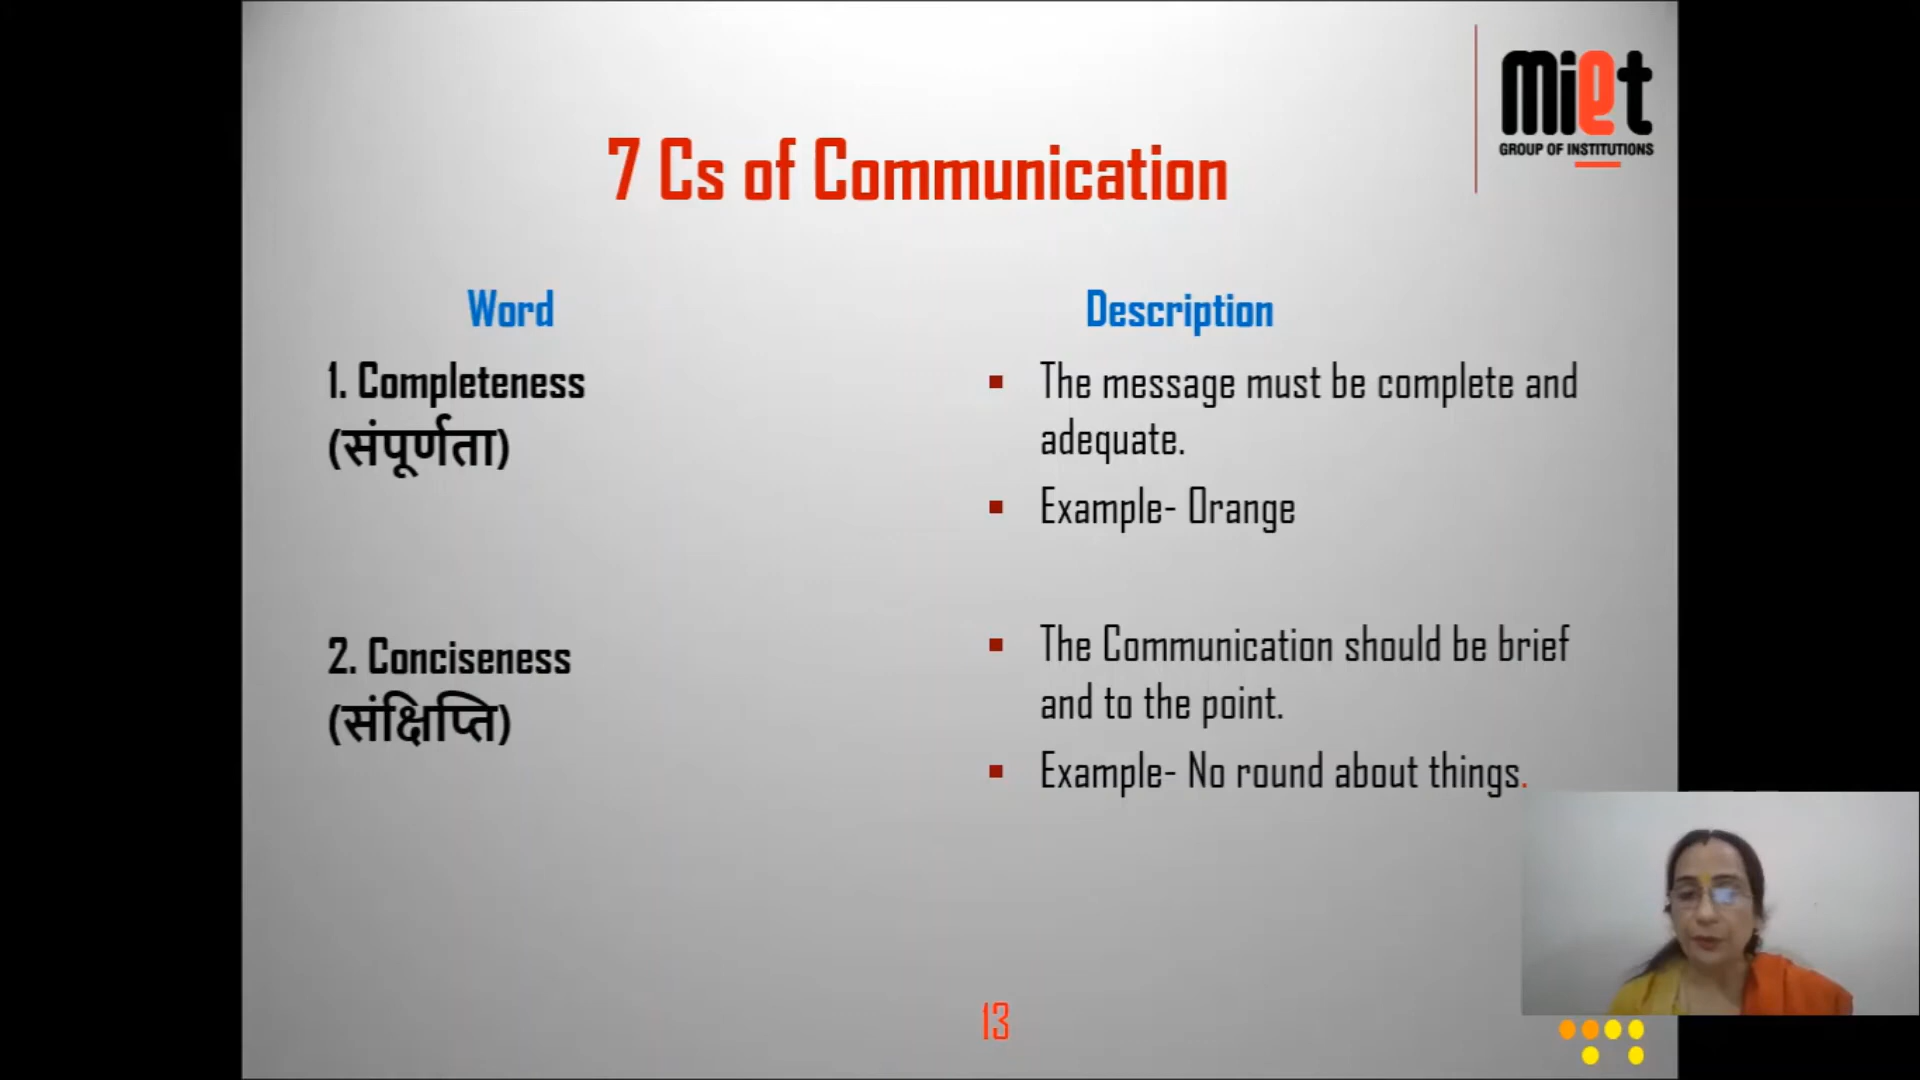 miet
GROUP OF INSTITUTIONS
7 Cs of Communication
Word
Description
1. Completeness
(संपूर्णता)
▪ The message must be complete and
adequate.
▪ Example- Orange
2. Conciseness
(संक्षिप्ति)
▪ The Communication should be brief
and to the point.
▪ Example- No round about things.
13